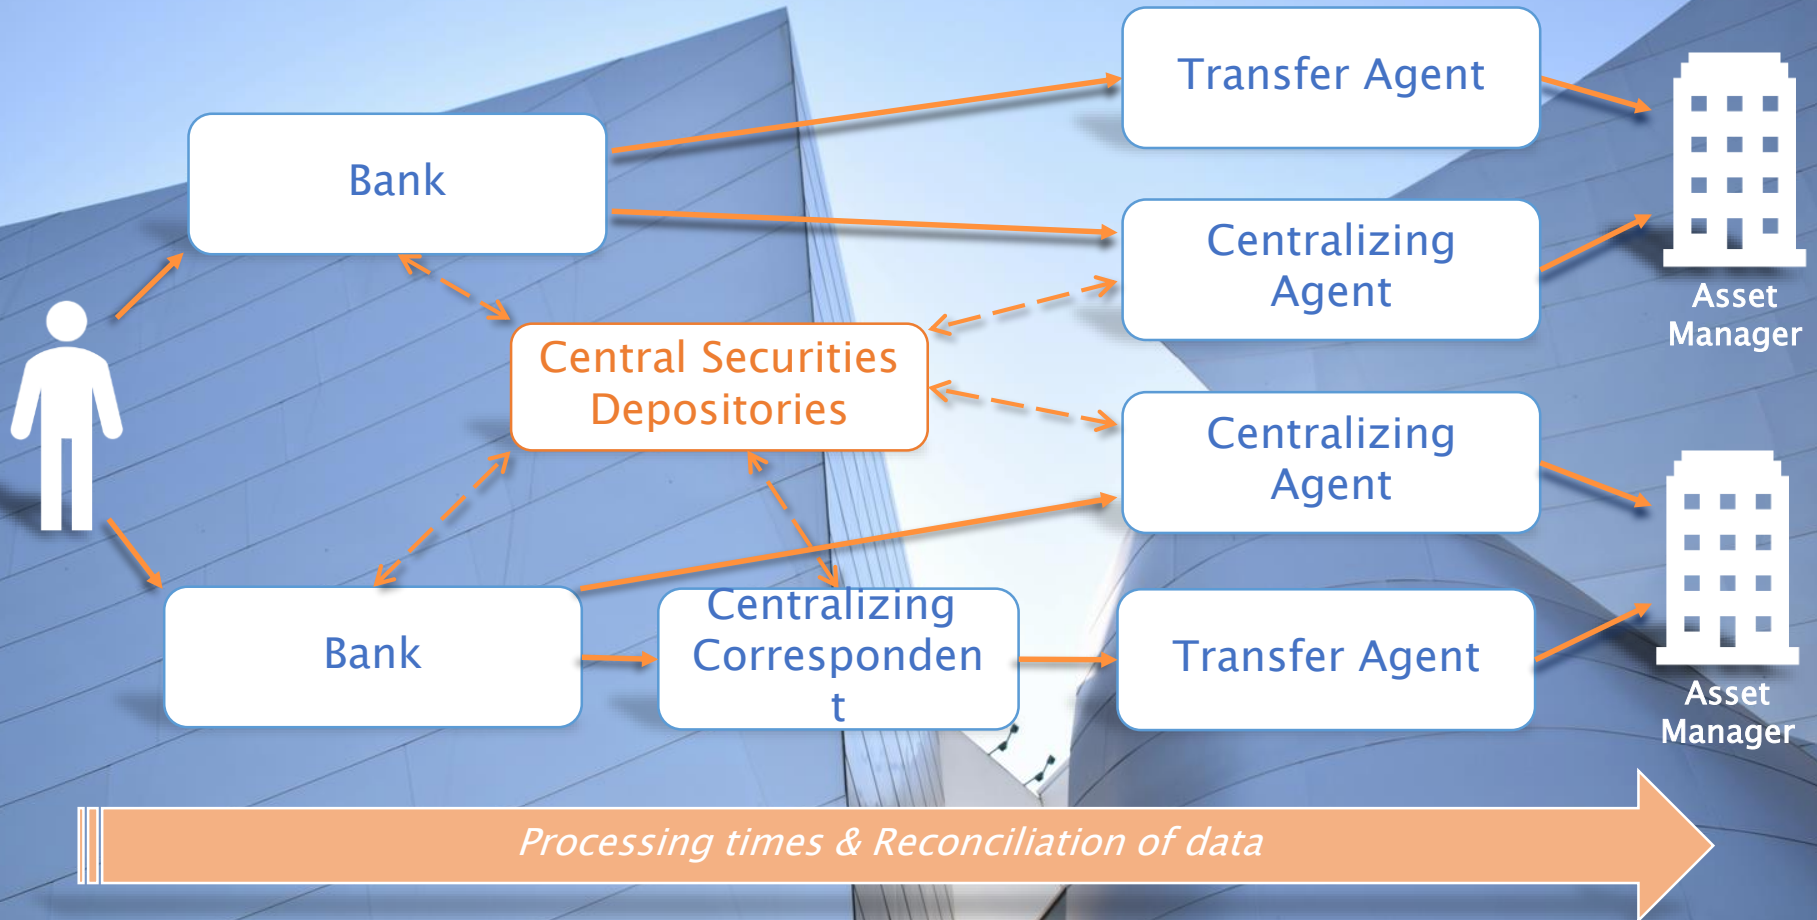 Transfer Agent
Bank
Centralizing
Agent
Asset
Manager
Central Securities
Depositories
Centralizing
Agent
Bank
Centralizing
Corresponden
t
Transfer Agent
Asset
Manager
Processing times & Reconciliation of data